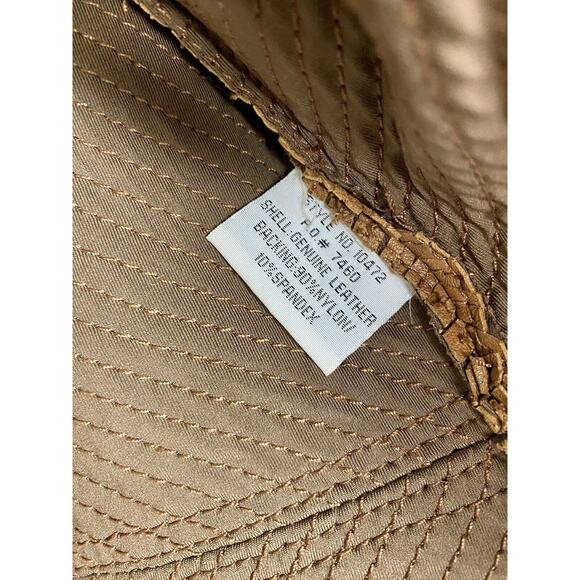 STYLE NO 10472
P.O.# 7460
SHELL:GENUINE LEATHER
BACKING:90%NYLON/
10%SPANDEX